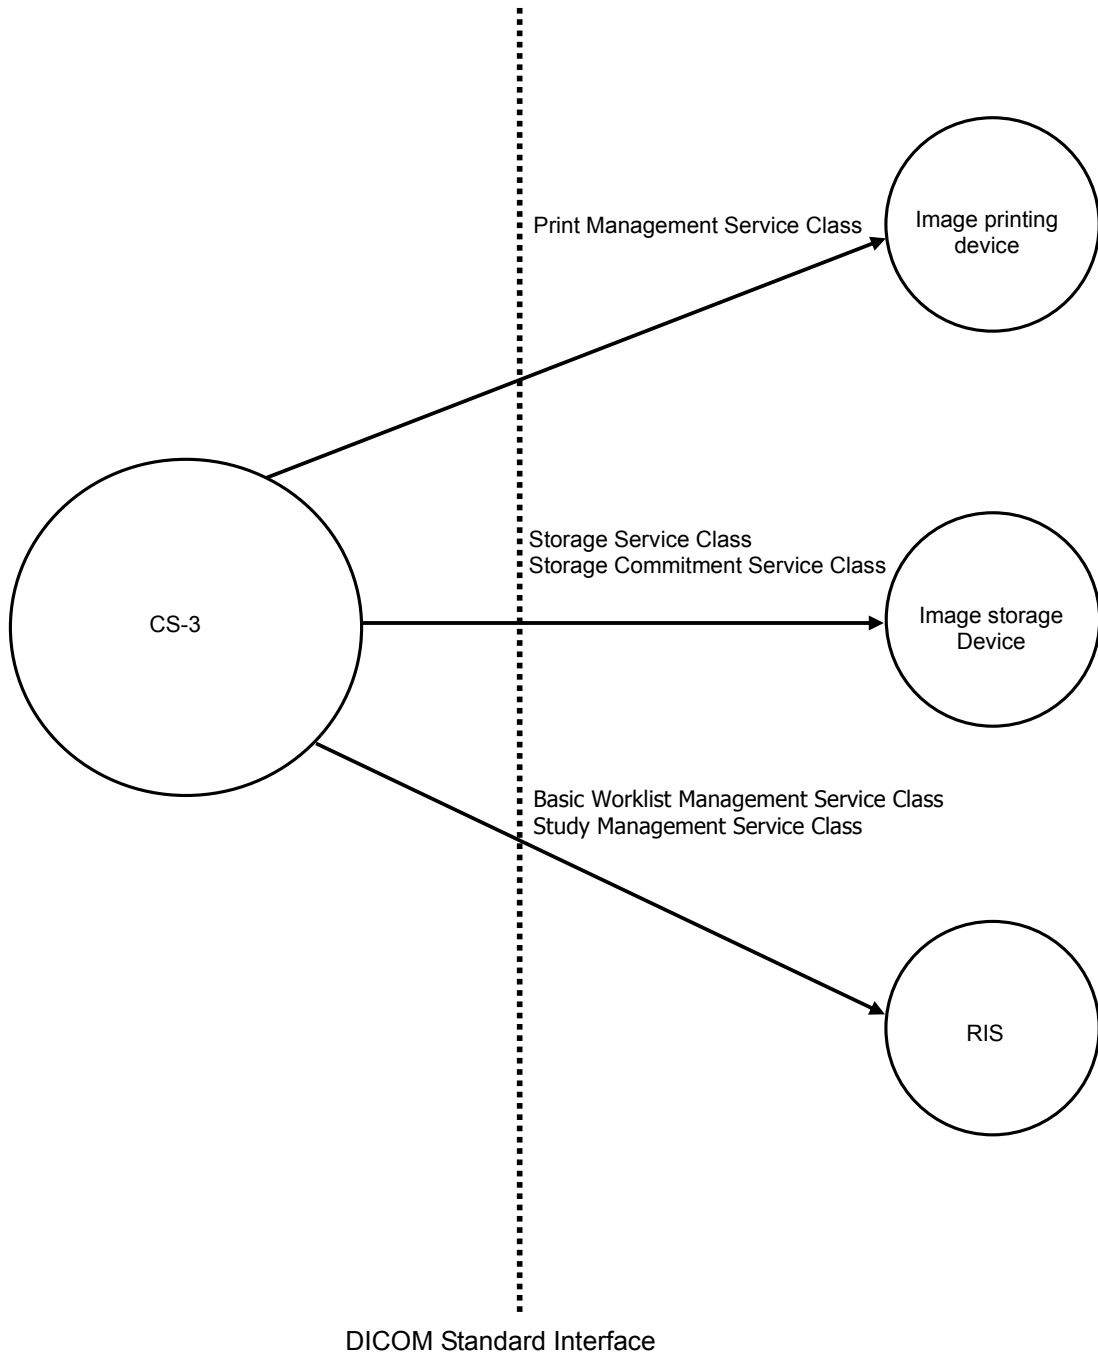 Print Management Service Class
Image printing
device
Storage Service Class
Storage Commitment Service Class
CS-3
Image storage
Device
Basic Worklist Management Service Class
Study Management Service Class
RIS
DICOM Standard Interface